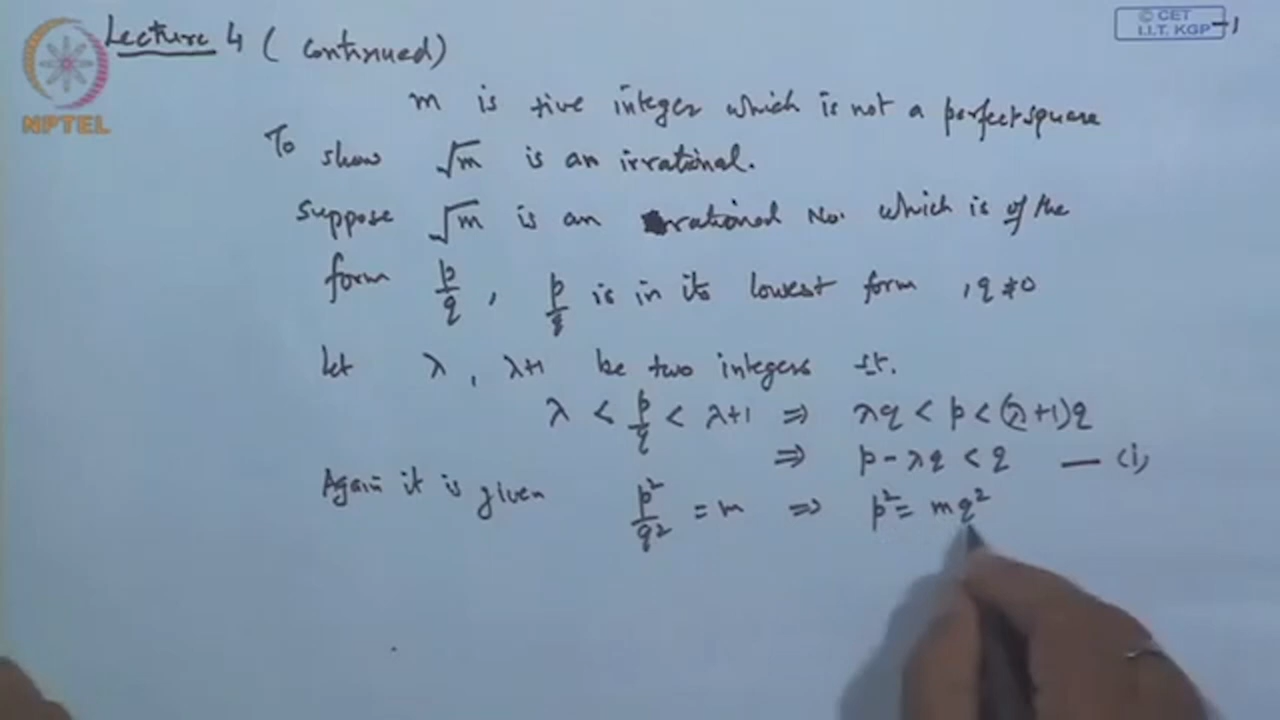 Lecture 4 ( continued)
© CET
I.I.T. KGP
-1
NPTEL
m is +ive integer which is not a perfect square
To show √m is an irrational.
Suppose √m is an rational No. which is of the
form p/q, p/q is in its lowest form , q ≠ 0
Let λ, λ+1 be two integers st.
λ < p/q < λ+1 ⇒ λq < p < (λ+1)q
⇒ p - λq < q — (i)
Again it is given p²/q² = m ⇒ p² = mq²